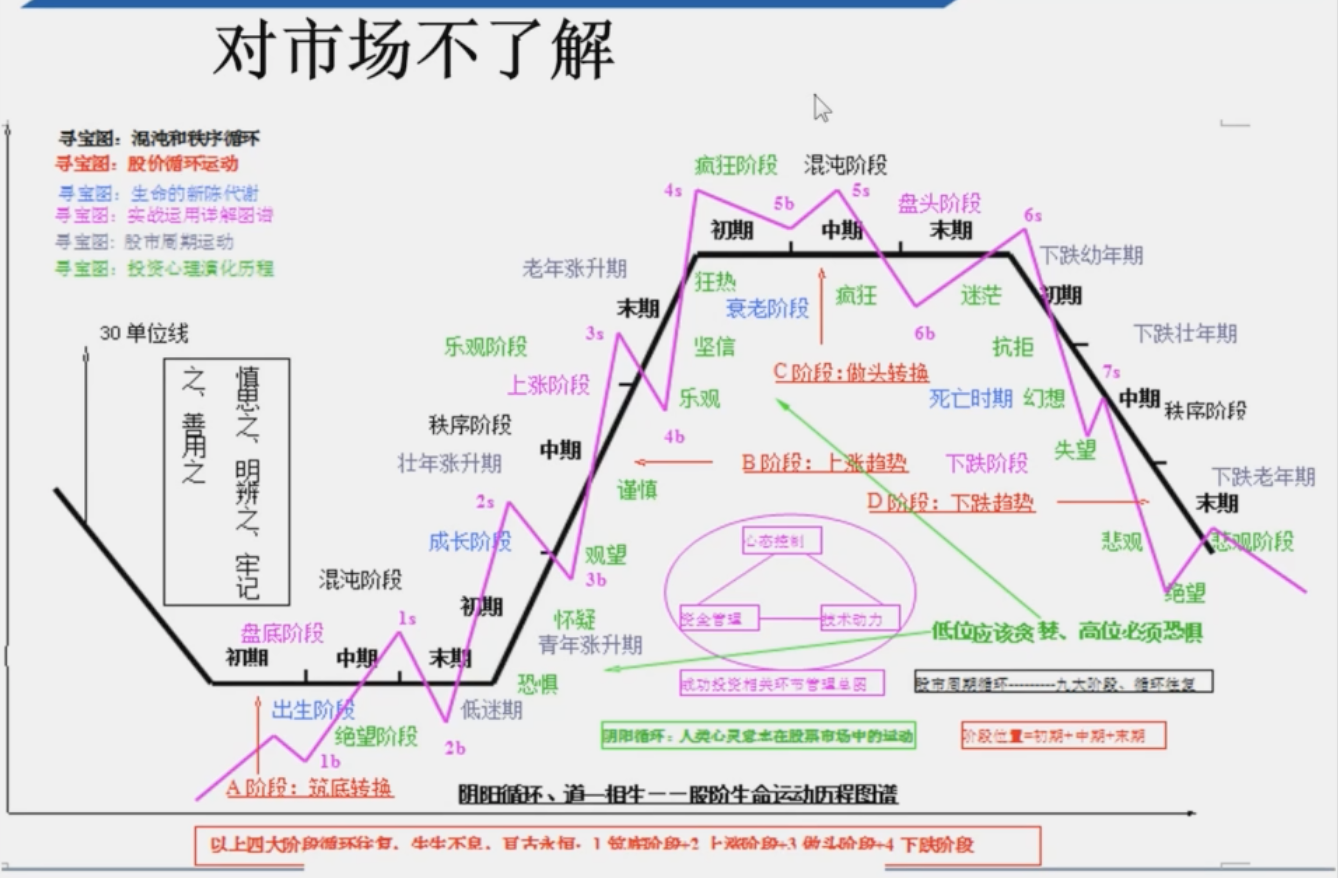 对市场不了解
寻宝图：混沌和秩序循环
寻宝图：股价循环运动
寻宝图：生命的新陈代谢
寻宝图：实战运用详解图谱
寻宝图：股市周期运动
寻宝图：投资心理演化历程
30 单位线
慎思之、明辨之、牢记
之、善用之
疯狂阶段
混沌阶段
4s
5b
5s
盘头阶段
6s
初期
中期
末期
老年涨升期
狂热
衰老阶段
疯狂
迷茫
下跌幼年期
初期
末期
3s
乐观阶段
坚信
6b
抗拒
下跌壮年期
上涨阶段
C 阶段:做头转换
7s
乐观
死亡时期
幻想
中期
秩序阶段
秩序阶段
4b
中期
失望
壮年涨升期
B 阶段：上涨趋势
下跌阶段
下跌老年期
谨慎
D 阶段：下跌趋势
末期
2s
成长阶段
观望
心态控制
悲观
悲观阶段
混沌阶段
3b
绝望
初期
怀疑
资金管理
技术动力
1s
盘底阶段
青年涨升期
低位应该贪婪、高位必须恐惧
初期
中期
末期
恐惧
成功投资相关环节管理总图
股市周期循环---------九大阶段、循环往复
出生阶段
低迷期
绝望阶段
2b
阴阳循环：人类心灵意志在股票市场中的运动
阶段位置=初期+中期+末期
1b
A 阶段：筑底转换
阴阳循环、道一相生－－股阶生命运动历程图谱
以上四大阶段循环往复，生生不息，亘古永恒：1 筑底阶段+2 上涨阶段+3 做头阶段+4 下跌阶段